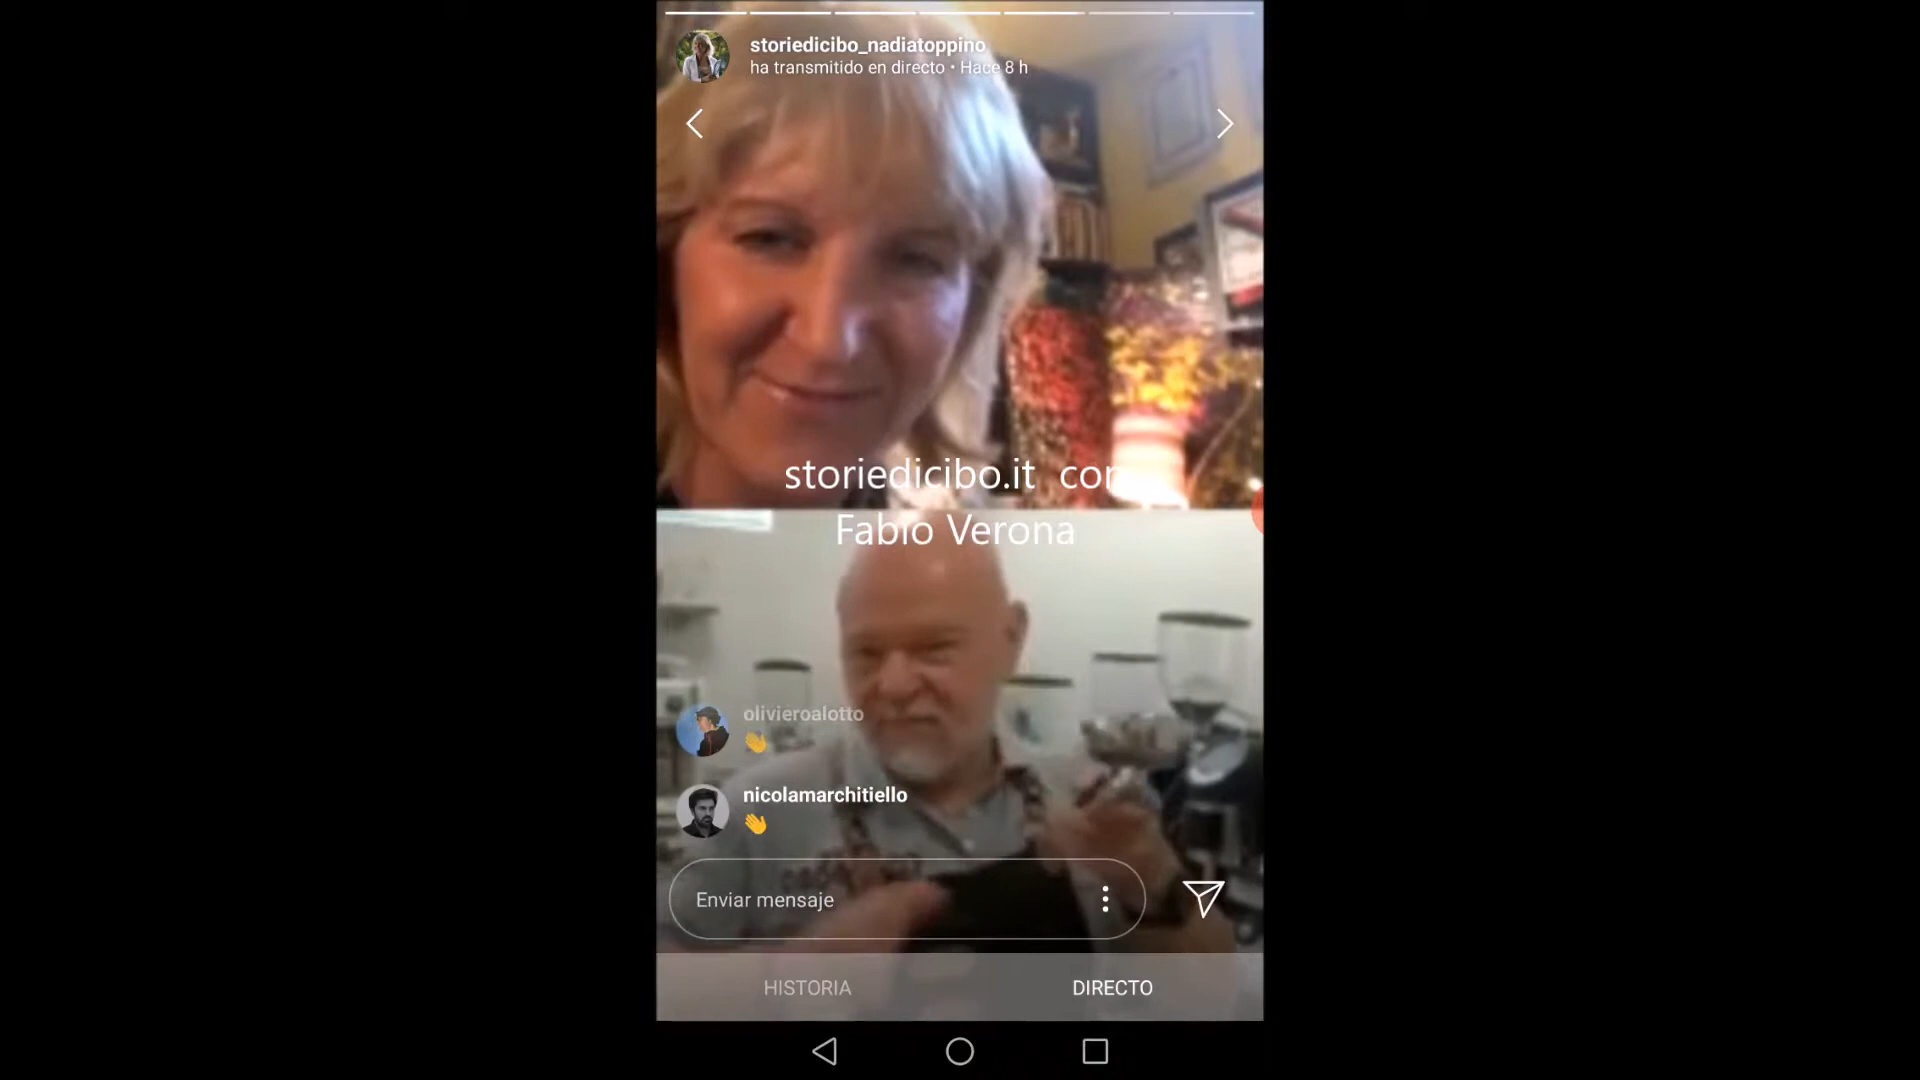 storiedicibo_nadiatoppino
ha transmitido en directo • Hace 8 h
storiedicibo.it con
Fabio Verona
olivieroalotto
👋
nicolamarchitiello
👋
Enviar mensaje
HISTORIA
DIRECTO